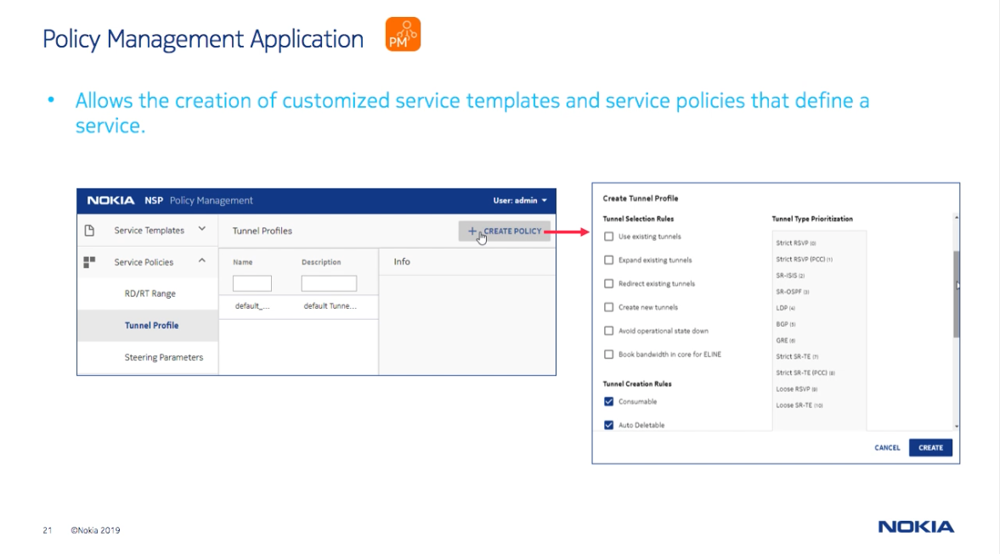 Policy Management Application
PM
• Allows the creation of customized service templates and service policies that define a
service.
NOKIA NSP Policy Management
User: admin
Service Templates
Service Policies
RD/RT Range
Tunnel Profile
Steering Parameters
Tunnel Profiles
+ CREATE POLICY
Name
Description
Info
default_...
default Tunne...
Create Tunnel Profile
Tunnel Selection Rules
Use existing tunnels
Expand existing tunnels
Redirect existing tunnels
Create new tunnels
Avoid operational state down
Book bandwidth in core for ELINE
Tunnel Creation Rules
Consumable
Auto Deletable
Tunnel Type Prioritization
Strict RSVP (0)
Strict RSVP (PCC) (1)
SR-ISIS (2)
SR-OSPF (3)
LDP (4)
BGP (5)
GRE (6)
Strict SR-TE (7)
Strict SR-TE (PCC) (8)
Loose RSVP (9)
Loose SR-TE (10)
CANCEL
CREATE
21 ©Nokia 2019
NOKIA